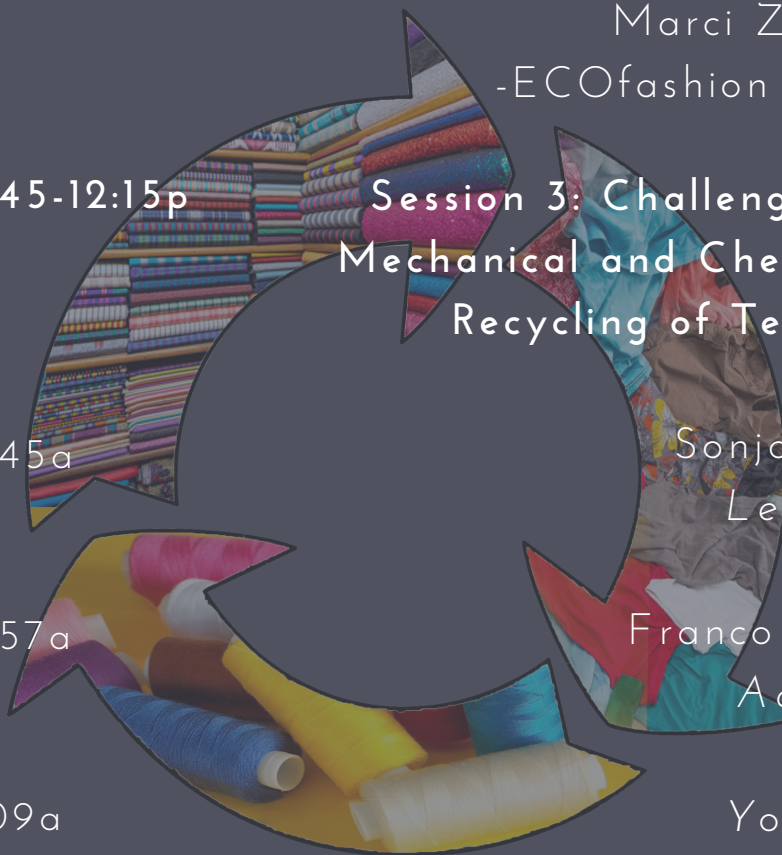 Marci Z
-ECOfashion
45-12:15p Session 3: Challeng
Mechanical and Che
Recycling of Te
45a Sonja
Le
57a Franco
Ac
09a Yo